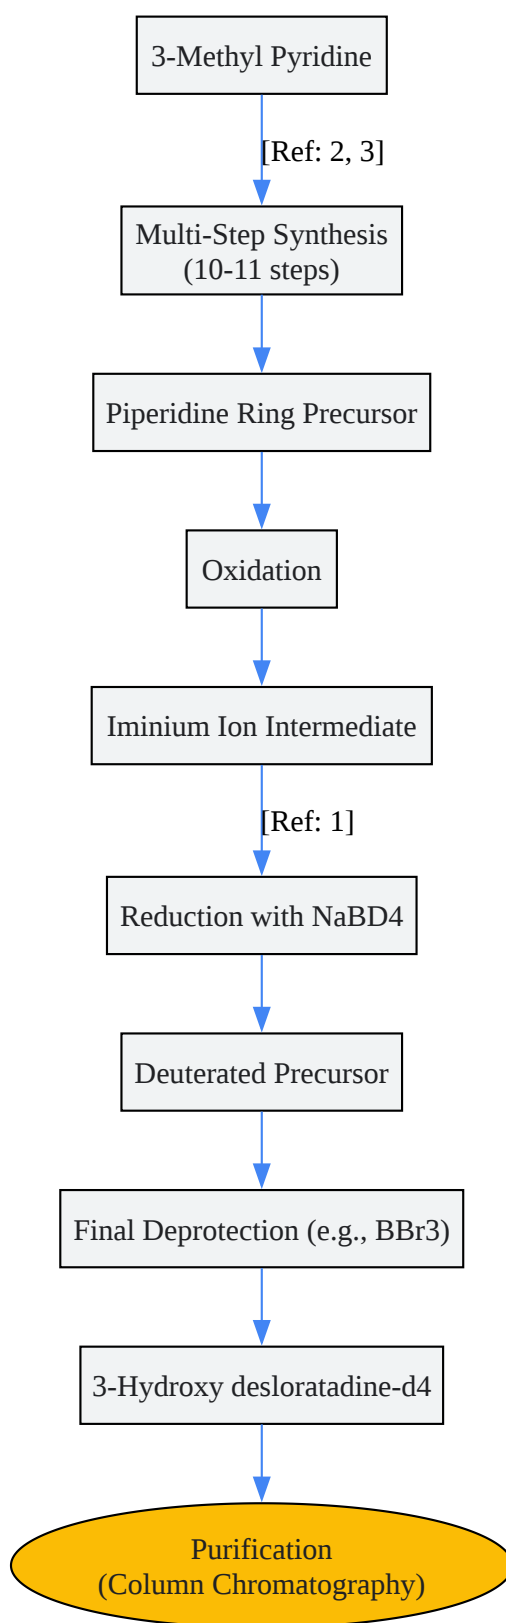 3-Methyl Pyridine
[Ref: 2, 3]
Multi-Step Synthesis
(10-11 steps)
Piperidine Ring Precursor
Oxidation
Iminium Ion Intermediate
[Ref: 1]
Reduction with NaBD4
Deuterated Precursor
Final Deprotection (e.g., BBr3)
3-Hydroxy desloratadine-d4
Purification
(Column Chromatography)